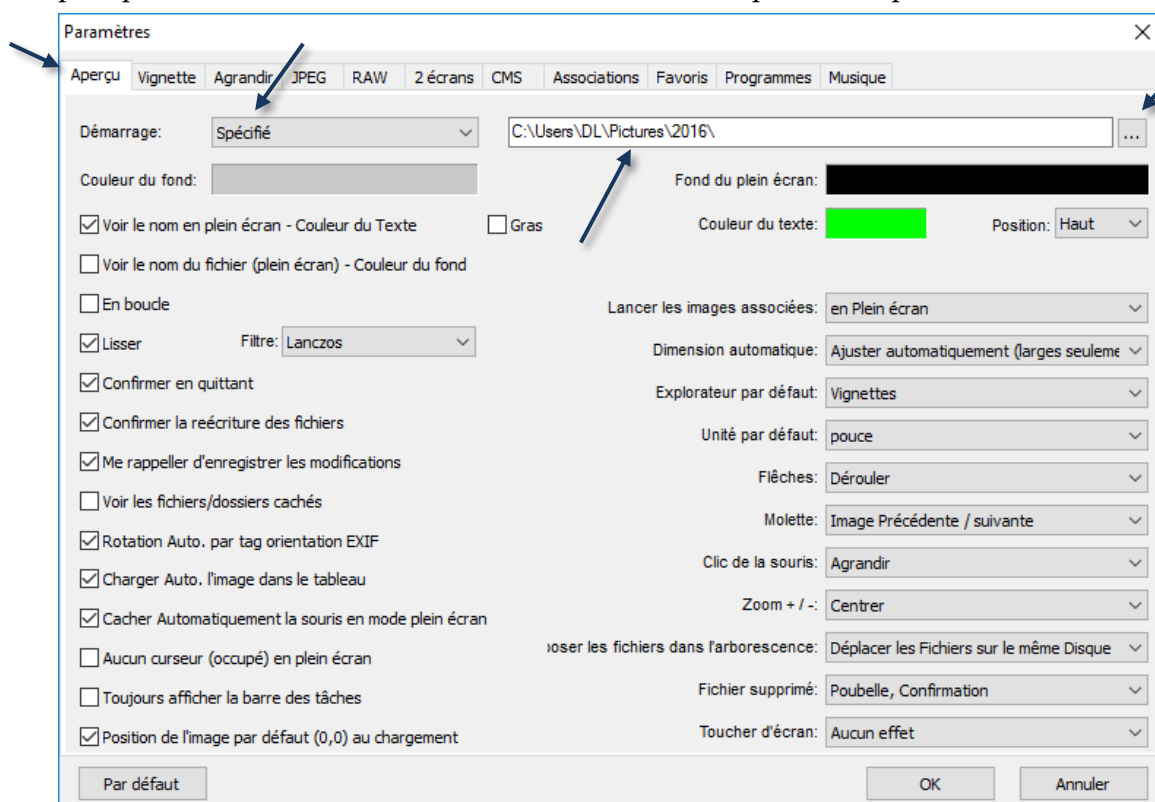 Paramètres
Aperçu Vignette Agrandir JPEG RAW 2 écrans CMS Associations Favoris Programmes Musique
Démarrage: Spécifié C:\Users\DL\Pictures\2016\ ...
Couleur du fond: Fond du plein écran:
Voir le nom en plein écran - Couleur du Texte Gras Couleur du texte: Position: Haut
Voir le nom du fichier (plein écran) - Couleur du fond
En boucle Lancer les images associées: en Plein écran
Lisser Filtre: Lanczos Dimension automatique: Ajuster automatiquement (larges seuleme
Confirmer en quittant Explorateur par défaut: Vignettes
Confirmer la reécriture des fichiers Unité par défaut: pouce
Me rappeller d'enregistrer les modifications Flêches: Dérouler
Voir les fichiers/dossiers cachés Molette: Image Précédente / suivante
Rotation Auto. par tag orientation EXIF Clic de la souris: Agrandir
Charger Auto. l'image dans le tableau Zoom + / -: Centrer
Cacher Automatiquement la souris en mode plein écran
oser les fichiers dans l'arborescence: Déplacer les Fichiers sur le même Disque
Aucun curseur (occupé) en plein écran
Toujours afficher la barre des tâches Fichier supprimé: Poubelle, Confirmation
Position de l'image par défaut (0,0) au chargement Toucher d'écran: Aucun effet
Par défaut OK Annuler